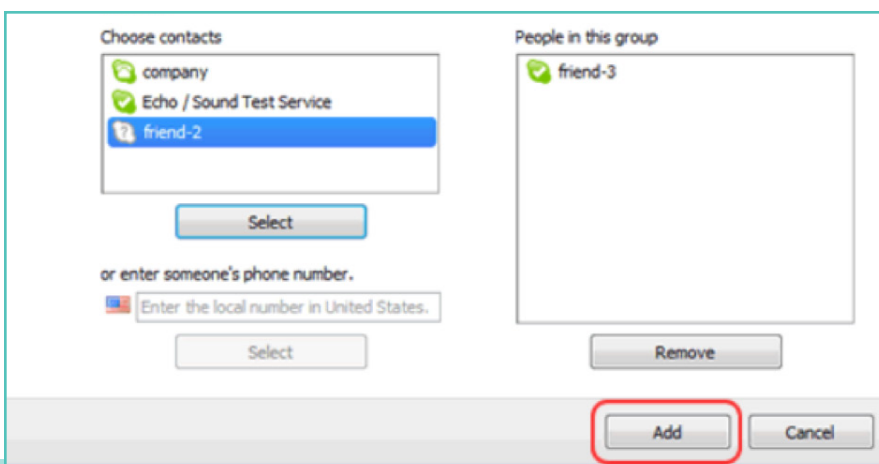 Choose contacts
company
Echo / Sound Test Service
friend-2
Select
or enter someone's phone number.
Enter the local number in United States.
Select
People in this group
friend-3
Remove
Add
Cancel